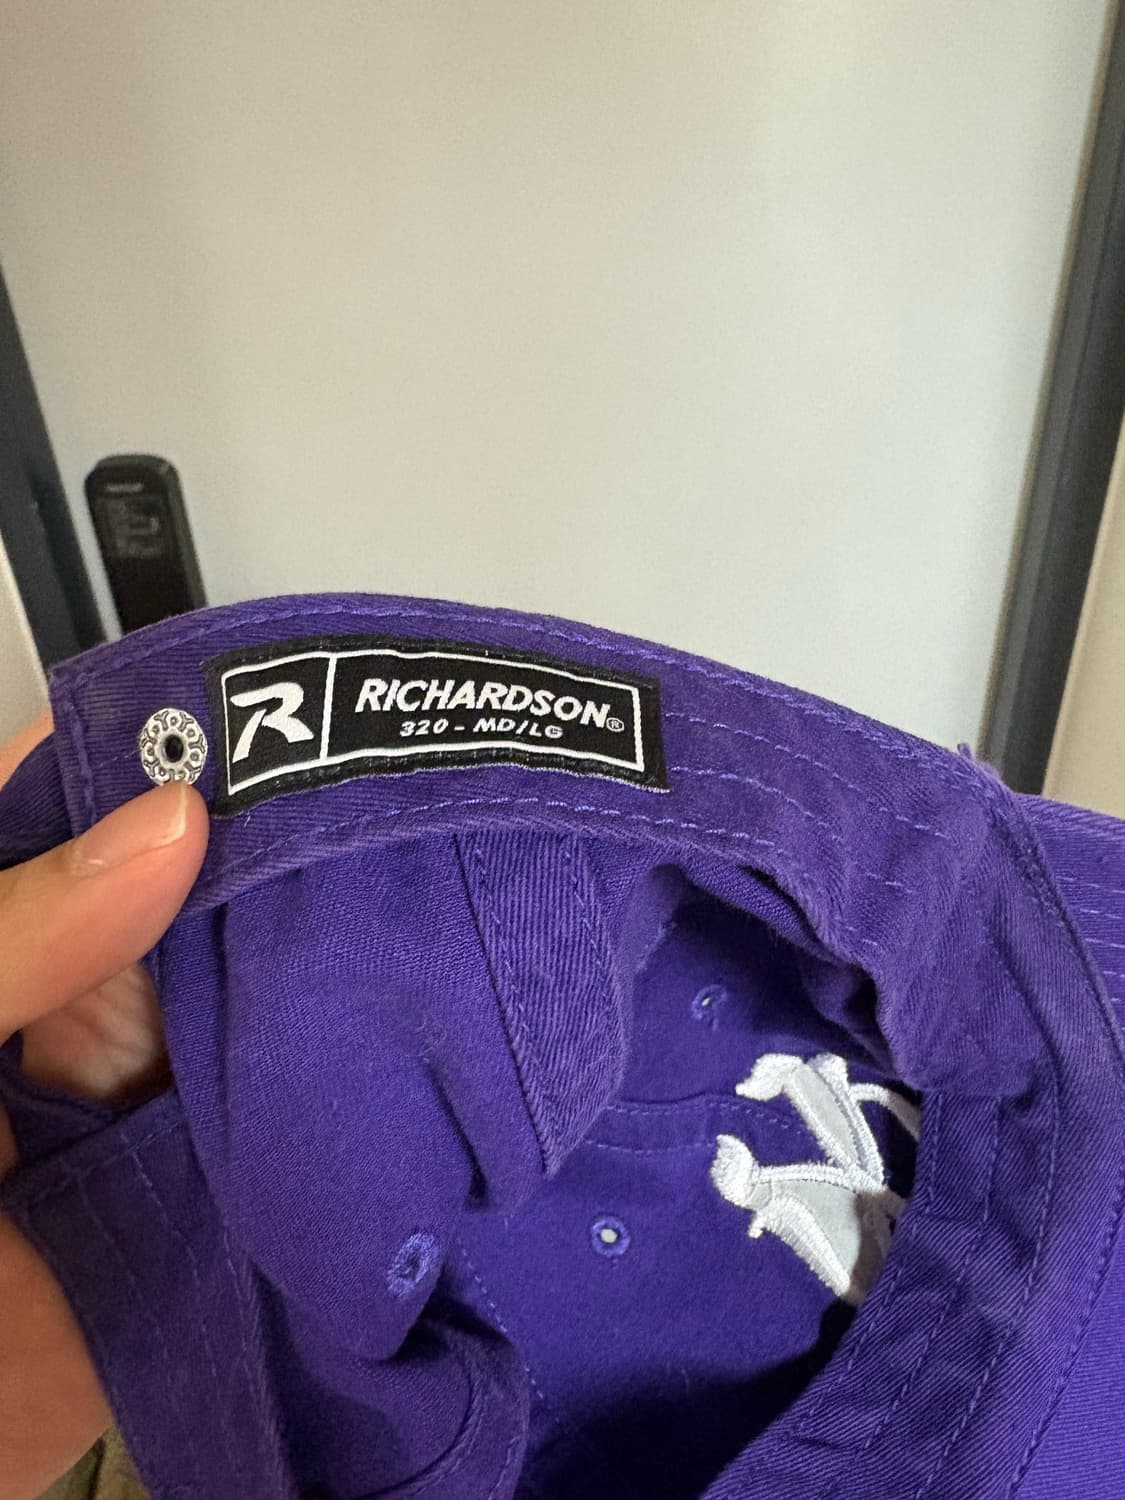 R
RICHARDSON®
320 - MD/LG